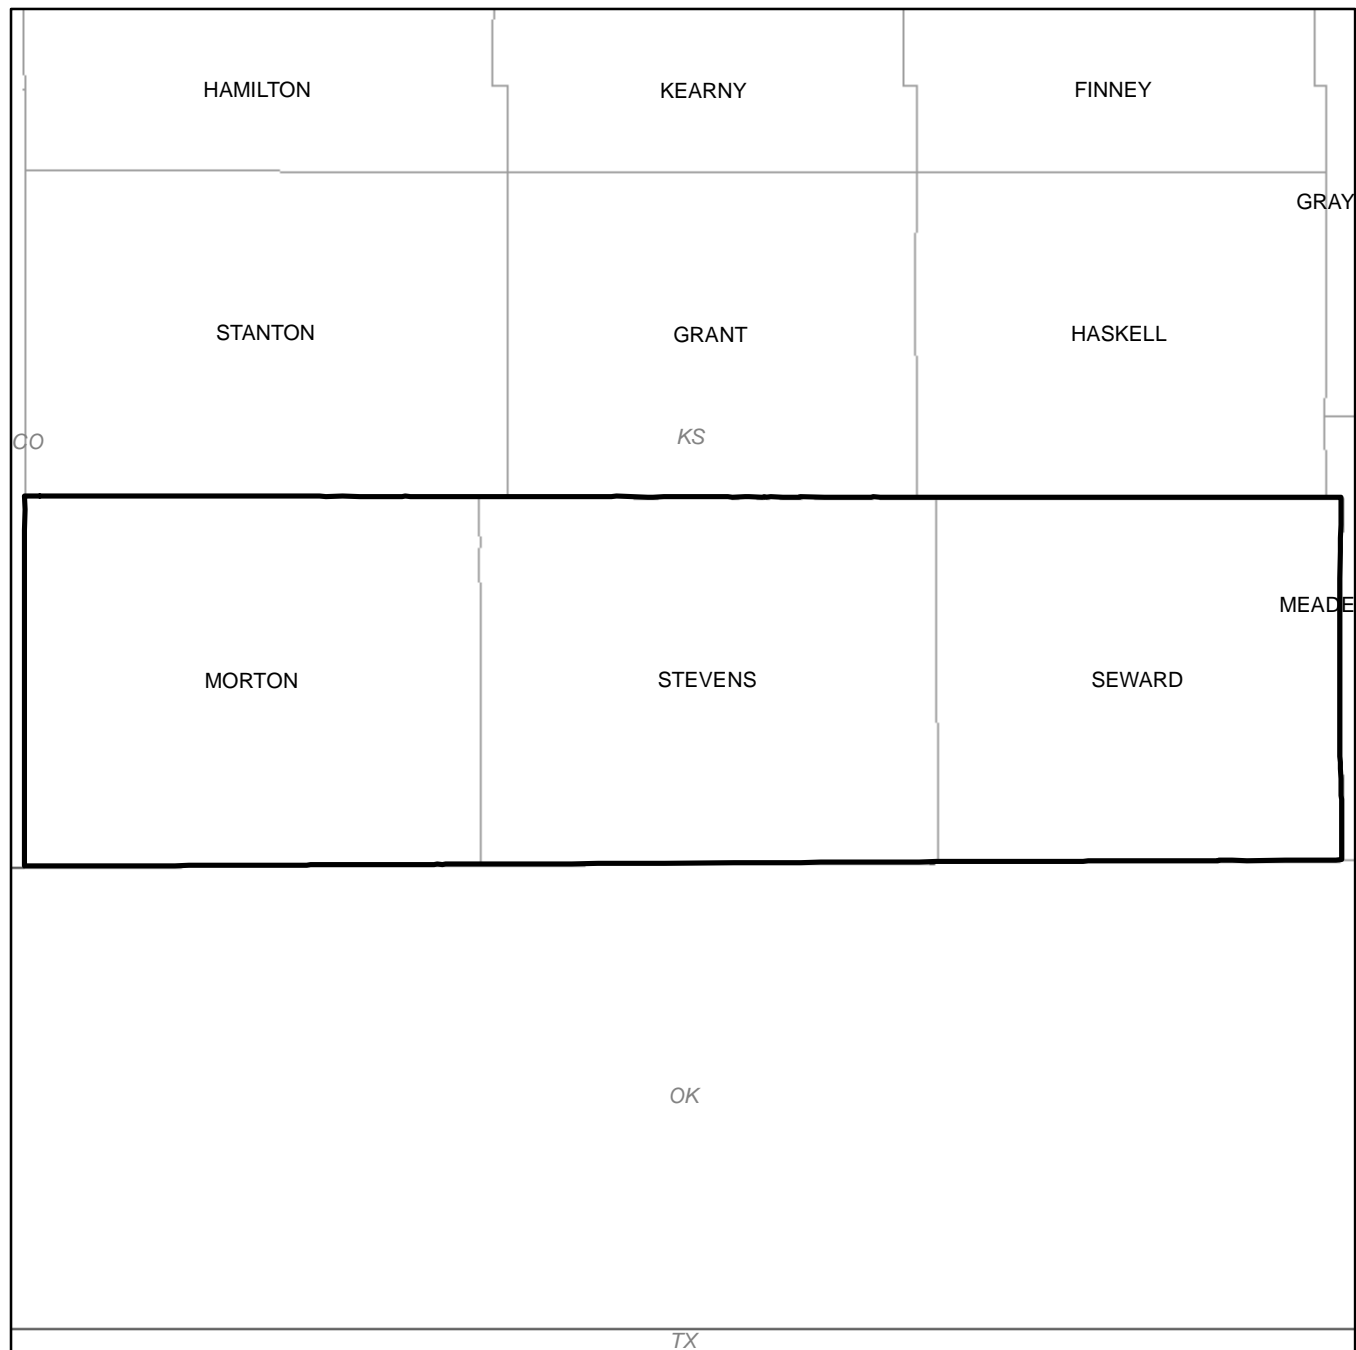 HAMILTON
KEARNY
FINNEY
GRAY
STANTON
GRANT
HASKELL
CO
KS
MEADE
MORTON
STEVENS
SEWARD
OK
TX